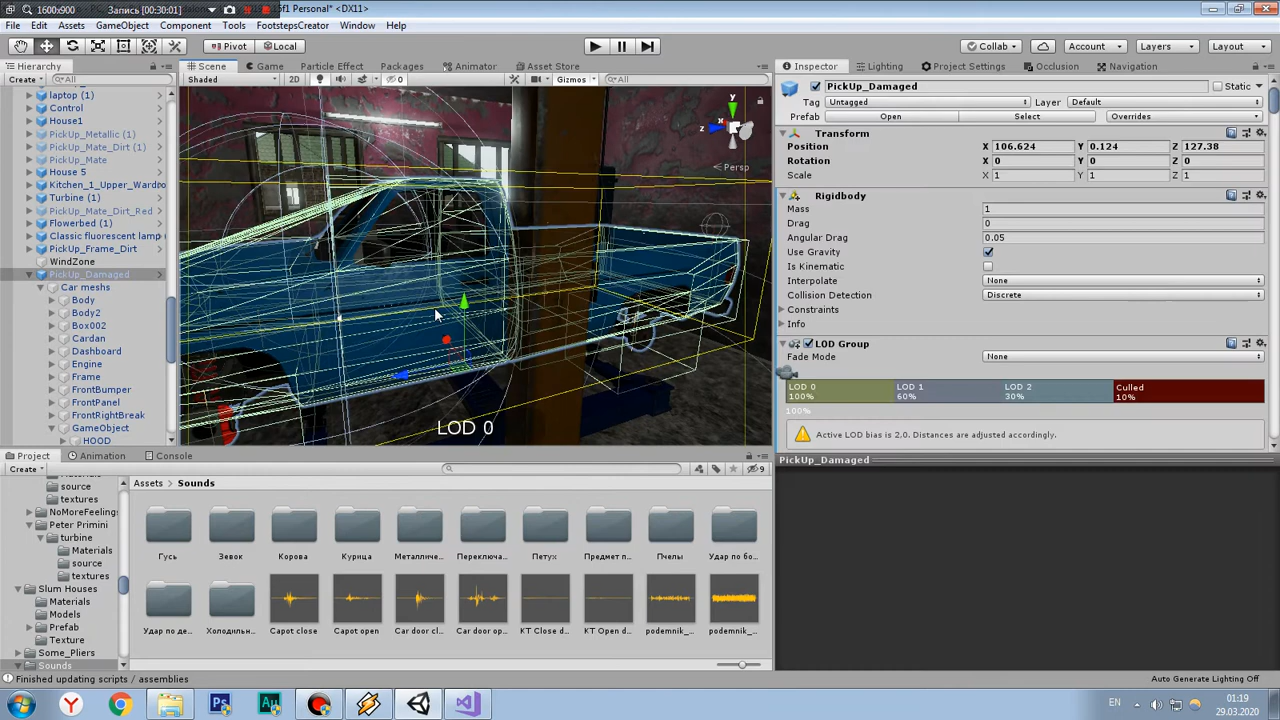 1600x900 Запись [00:30:01] 5f1 Personal* <DX11>
File Edit Assets GameObject Component Tools FootstepsCreator Window Help
Pivot Local Collab Account Layers Layout
Hierarchy Scene Game Particle Effect Packages Animator Asset Store Inspector Lighting Project Settings Occlusion Navigation
Create All Shaded 2D 0 Gizmos All
laptop (1)
Control
House1
PickUp_Metallic (1)
PickUp_Mate_Dirt (1)
PickUp_Mate
House 5
Kitchen_1_Upper_Wardro
Turbine (1)
PickUp_Mate_Dirt_Red
Flowerbed (1)
Classic fluorescent lamp
PickUp_Frame_Dirt
WindZone
PickUp_Damaged
Car meshs
Body
Body2
Box002
Cardan
Dashboard
Engine
Frame
FrontBumper
FrontPanel
FrontRightBreak
GameObject
HOOD
y
x
z
Persp
LOD 0
PickUp_Damaged Static
Tag Untagged Layer Default
Prefab Open Select Overrides
Transform
Position X 106.624 Y 0.124 Z 127.38
Rotation X 0 Y 0 Z 0
Scale X 1 Y 1 Z 1
Rigidbody
Mass 1
Drag 0
Angular Drag 0.05
Use Gravity
Is Kinematic
Interpolate None
Collision Detection Discrete
Constraints
Info
LOD Group
Fade Mode None
LOD 0 LOD 1 LOD 2 Culled
100% 60% 30% 10%
100%
Active LOD bias is 2.0. Distances are adjusted accordingly.
PickUp_Damaged
Project Animation Console
Create 9
source
textures
NoMoreFeelings
Peter Primini
turbine
Materials
source
textures
Slum Houses
Materials
Models
Prefab
Texture
Some_Pliers
Sounds
Assets Sounds
Гусь Зевок Корова Курица Металличе... Переключа... Петух Предмет п... Пчелы Удар по бо...
Удар по де... Холодильн... Capot close Capot open Car door cl... Car door op... KT Close d... KT Open d... podemnik_... podemnik_...
Finished updating scripts / assemblies Auto Generate Lighting Off
Y Ps Au EN 01:19
29.03.2020